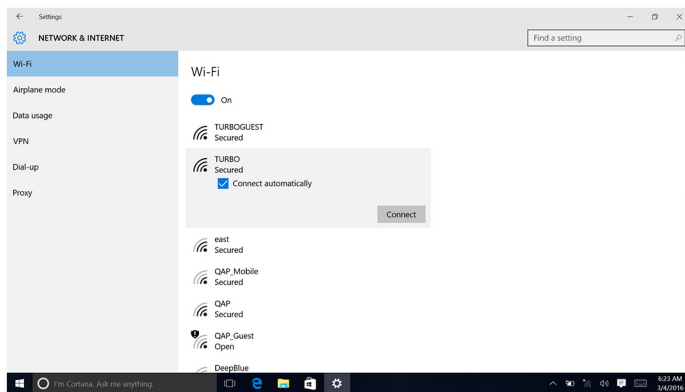 Settings
NETWORK & INTERNET
Find a setting
Wi-Fi
Airplane mode
Data usage
VPN
Dial-up
Proxy
Wi-Fi
On
TURBOGUEST
Secured
TURBO
Secured
Connect automatically
Connect
east
Secured
QAP_Mobile
Secured
QAP
Secured
QAP_Guest
Open
DeepBlue
I'm Cortana. Ask me anything.
6:23 AM
3/4/2016